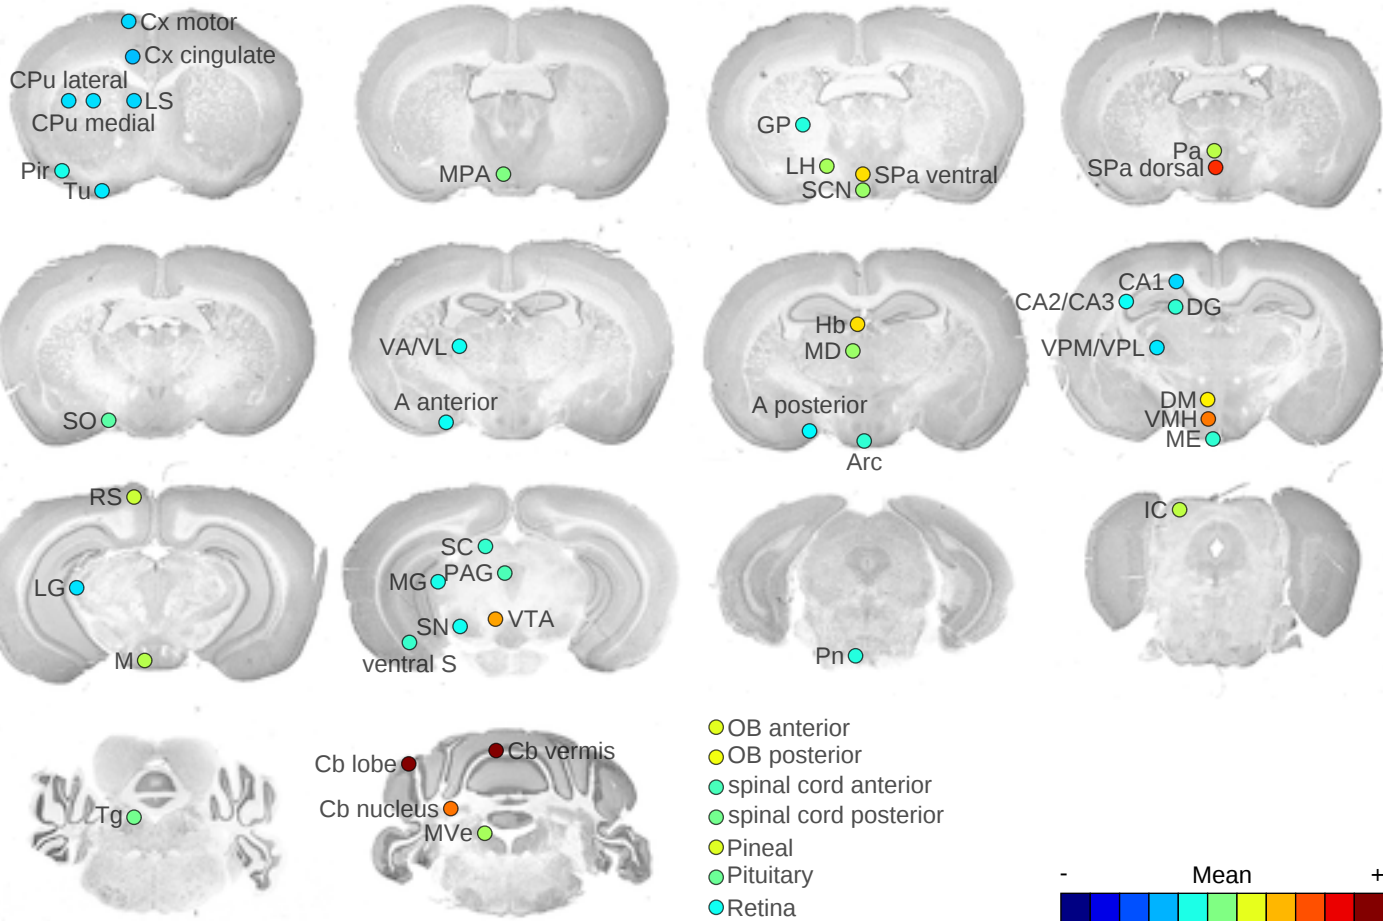 Cx motor
Cx cingulate
CPu lateral
LS
CPu medial
Pir
Tu
MPA
GP
LH
SPa ventral
SCN
Pa
SPa dorsal
SO
VA/VL
A anterior
Hb
MD
A posterior
Arc
CA1
CA2/CA3
DG
VPM/VPL
DM
VMH
ME
RS
LG
M
SC
PAG
MG
SN
VTA
ventral S
Pn
IC
Tg
Cb lobe
Cb vermis
Cb nucleus
MVe
OB anterior
OB posterior
spinal cord anterior
spinal cord posterior
Pineal
Pituitary
Retina
- Mean +